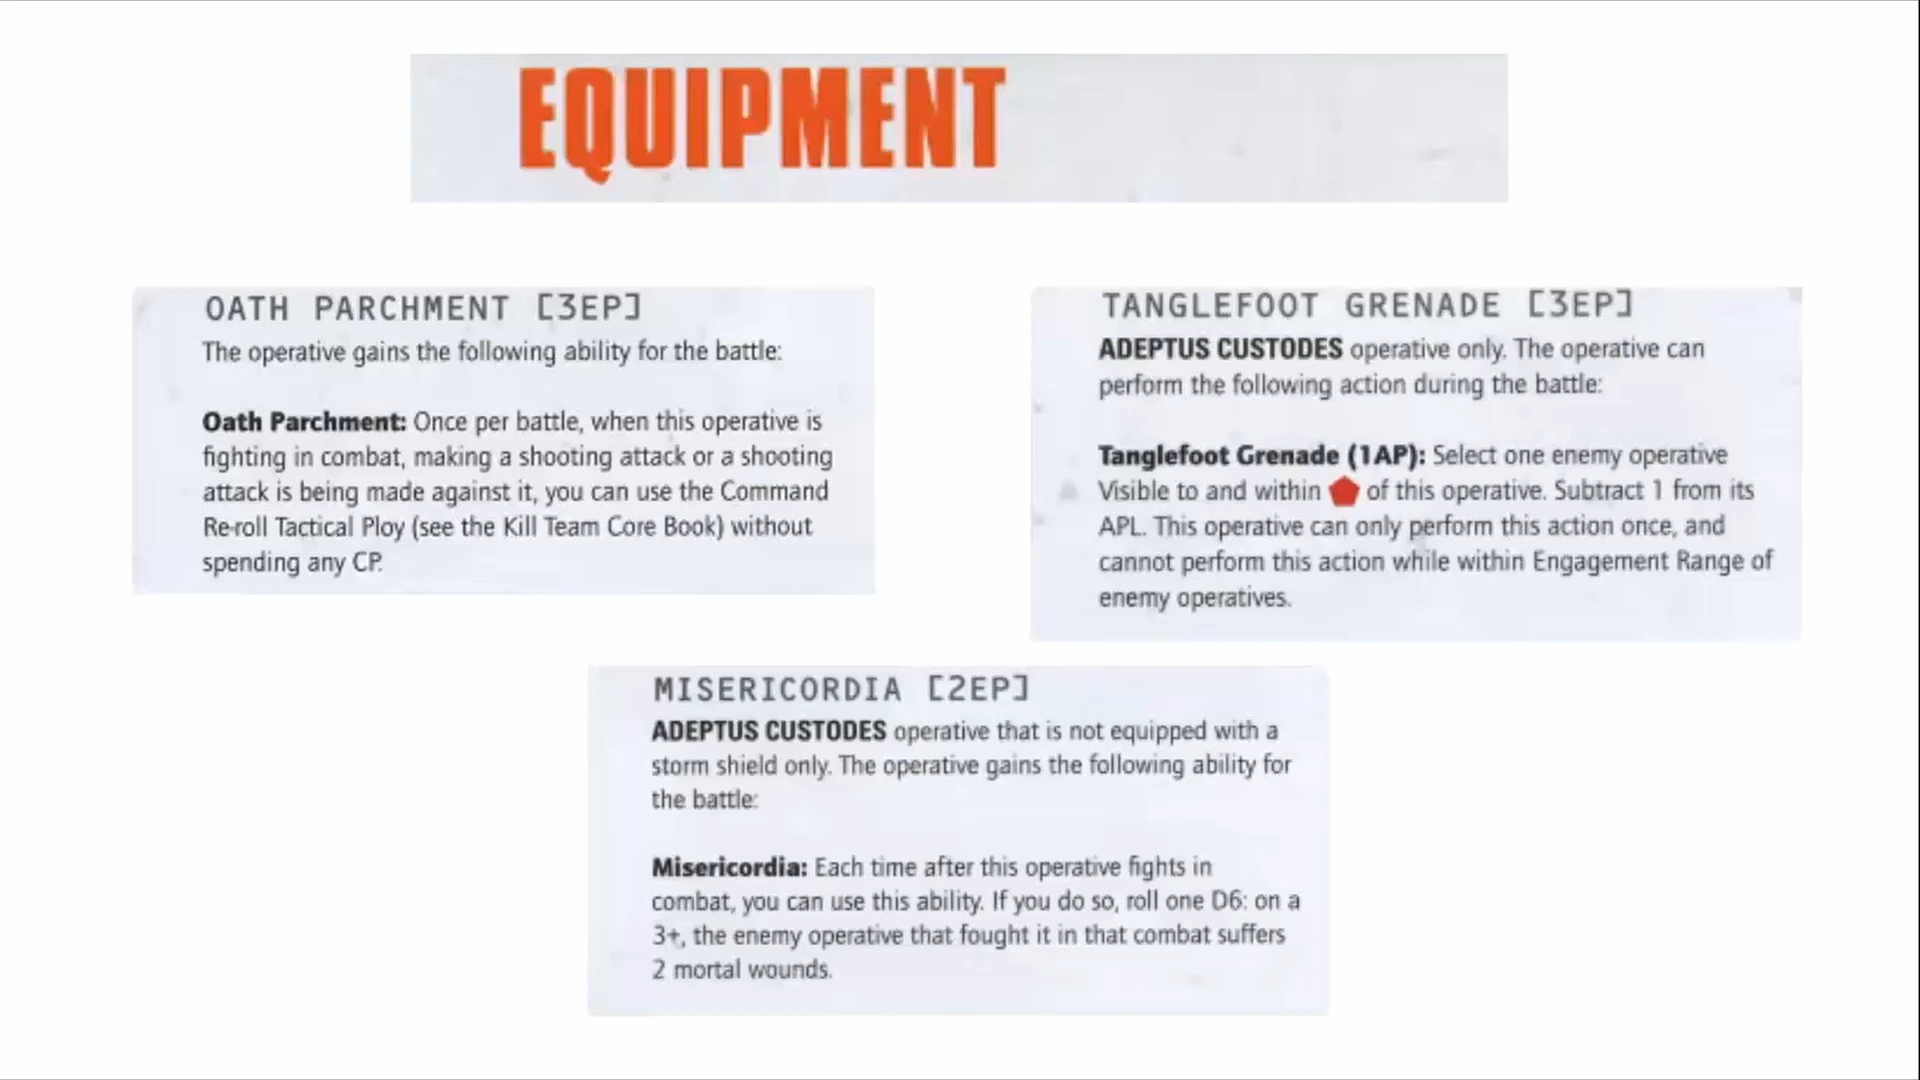 EQUIPMENT
OATH PARCHMENT [3EP]
The operative gains the following ability for the battle:
Oath Parchment: Once per battle, when this operative is
fighting in combat, making a shooting attack or a shooting
attack is being made against it, you can use the Command
Re-roll Tactical Ploy (see the Kill Team Core Book) without
spending any CP.
TANGLEFOOT GRENADE [3EP]
ADEPTUS CUSTODES operative only. The operative can
perform the following action during the battle:
Tanglefoot Grenade (1AP): Select one enemy operative
Visible to and within of this operative. Subtract 1 from its
APL. This operative can only perform this action once, and
cannot perform this action while within Engagement Range of
enemy operatives.
MISERICORDIA [2EP]
ADEPTUS CUSTODES operative that is not equipped with a
storm shield only. The operative gains the following ability for
the battle:
Misericordia: Each time after this operative fights in
combat, you can use this ability. If you do so, roll one D6: on a
3+, the enemy operative that fought it in that combat suffers
2 mortal wounds.